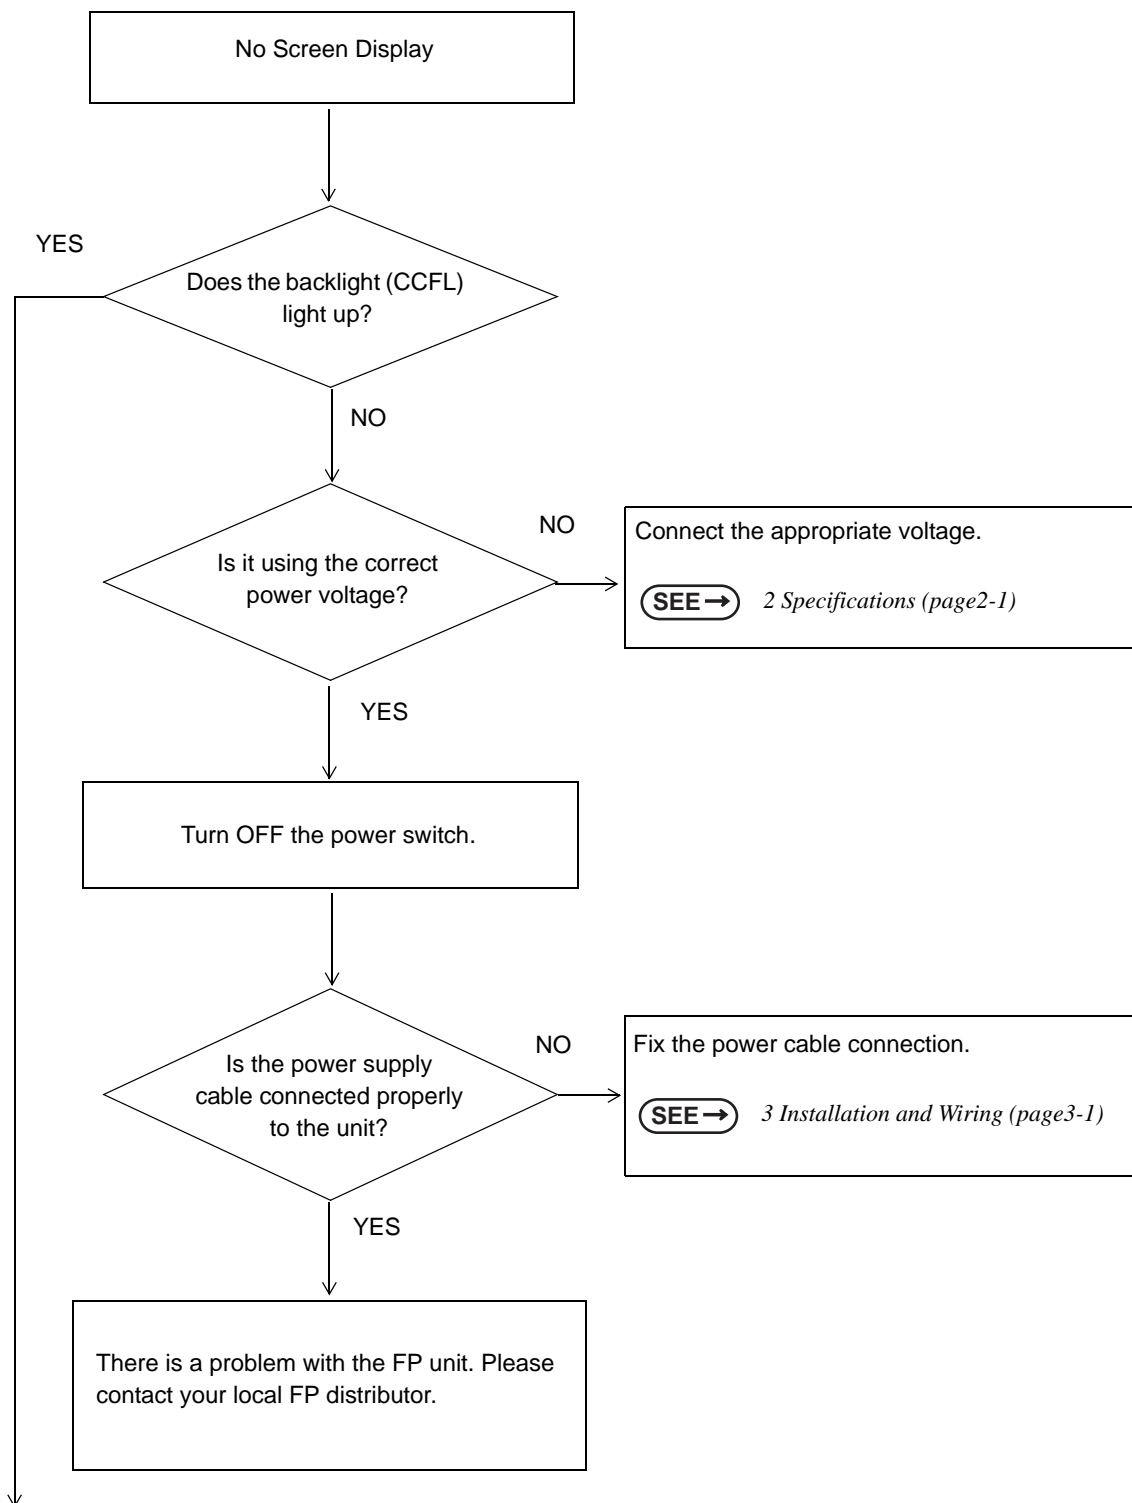 No Screen Display
YES
Does the backlight (CCFL)
light up?
NO
Is it using the correct
power voltage?
NO
Connect the appropriate voltage.
SEE→ 2 Specifications (page2-1)
YES
Turn OFF the power switch.
Is the power supply
cable connected properly
to the unit?
NO
Fix the power cable connection.
SEE→ 3 Installation and Wiring (page3-1)
YES
There is a problem with the FP unit. Please
contact your local FP distributor.